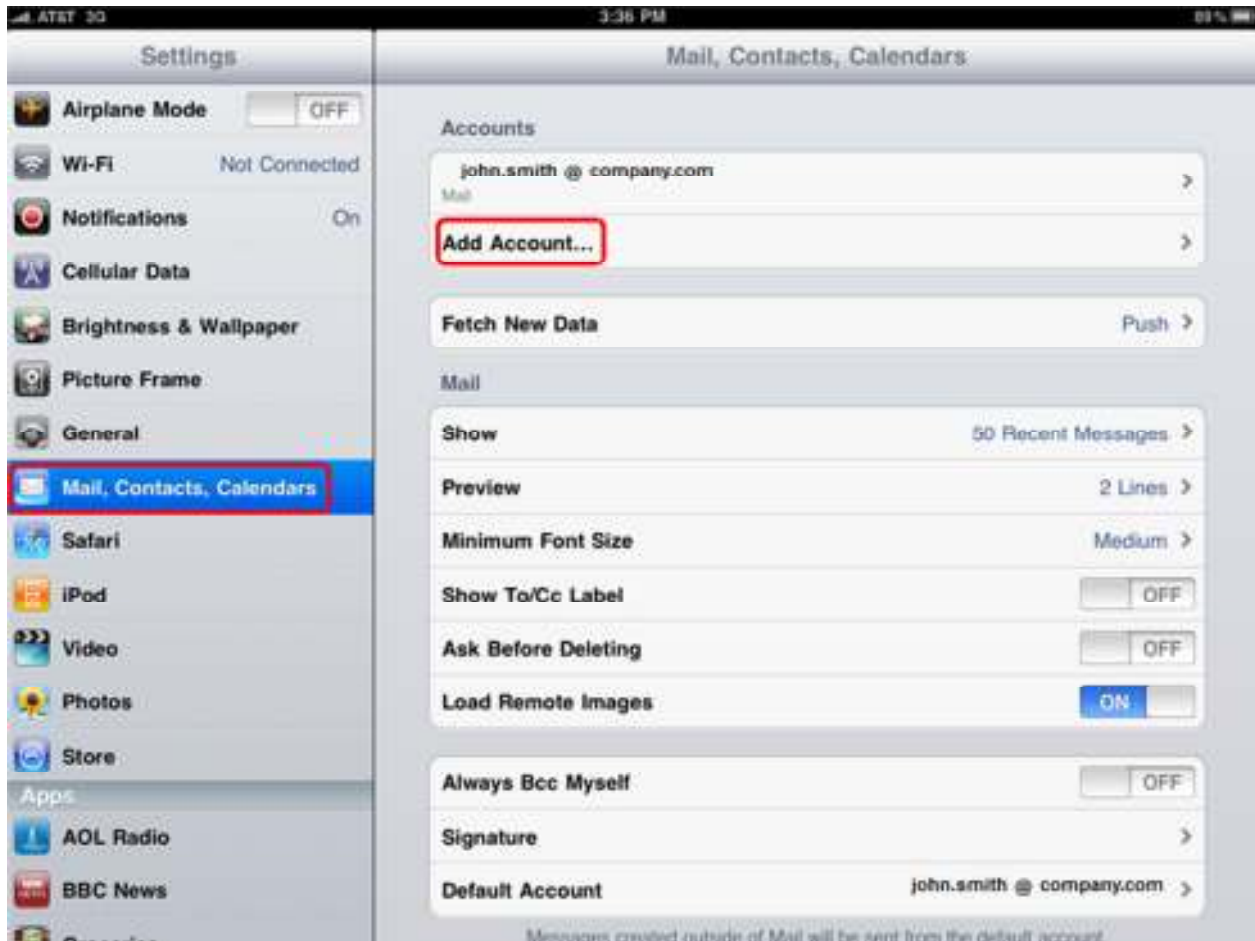 AT&T 3G
3:36 PM
89%
Settings
Airplane Mode OFF
Wi-Fi Not Connected
Notifications On
Cellular Data
Brightness & Wallpaper
Picture Frame
General
Mail, Contacts, Calendars
Safari
iPod
Video
Photos
Store
Apps
AOL Radio
BBC News
Mail, Contacts, Calendars
Accounts
john.smith @ company.com
Mail
Add Account...
Fetch New Data Push
Mail
Show 50 Recent Messages
Preview 2 Lines
Minimum Font Size Medium
Show To/Cc Label OFF
Ask Before Deleting OFF
Load Remote Images ON
Always Bcc Myself OFF
Signature
Default Account john.smith @ company.com
Messages created outside of Mail will be sent from the default account